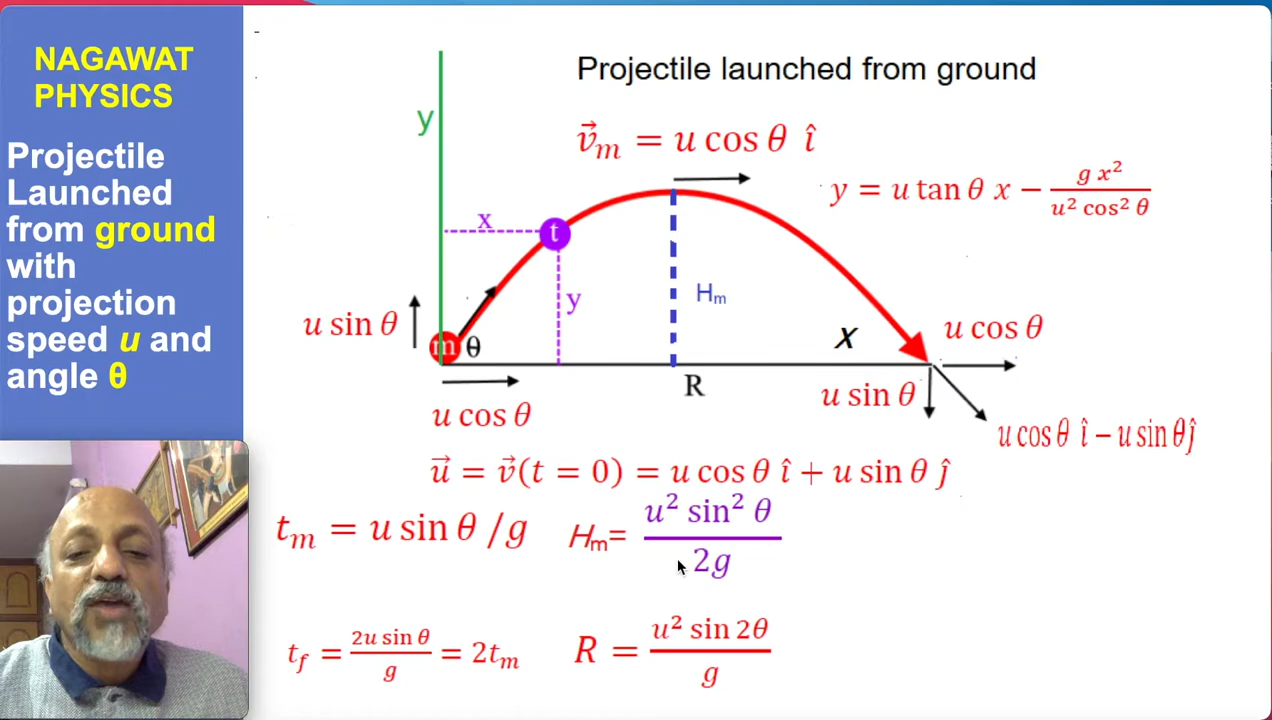 NAGAWAT
PHYSICS
Projectile
Launched
from ground
with
projection
speed u and
angle θ
Projectile launched from ground
y
v⃗ₘ = u cos θ î
y = u tan θ x − g x² / u² cos² θ
x
t
y
Hₘ
u sin θ
m θ
X
u cos θ
R
u sin θ
u cos θ
u cos θ î − u sin θ ĵ
u⃗ = v⃗(t = 0) = u cos θ î + u sin θ ĵ
tₘ = u sin θ /g
Hₘ= u² sin² θ / 2g
t_f = 2u sin θ / g = 2tₘ
R = u² sin 2θ / g